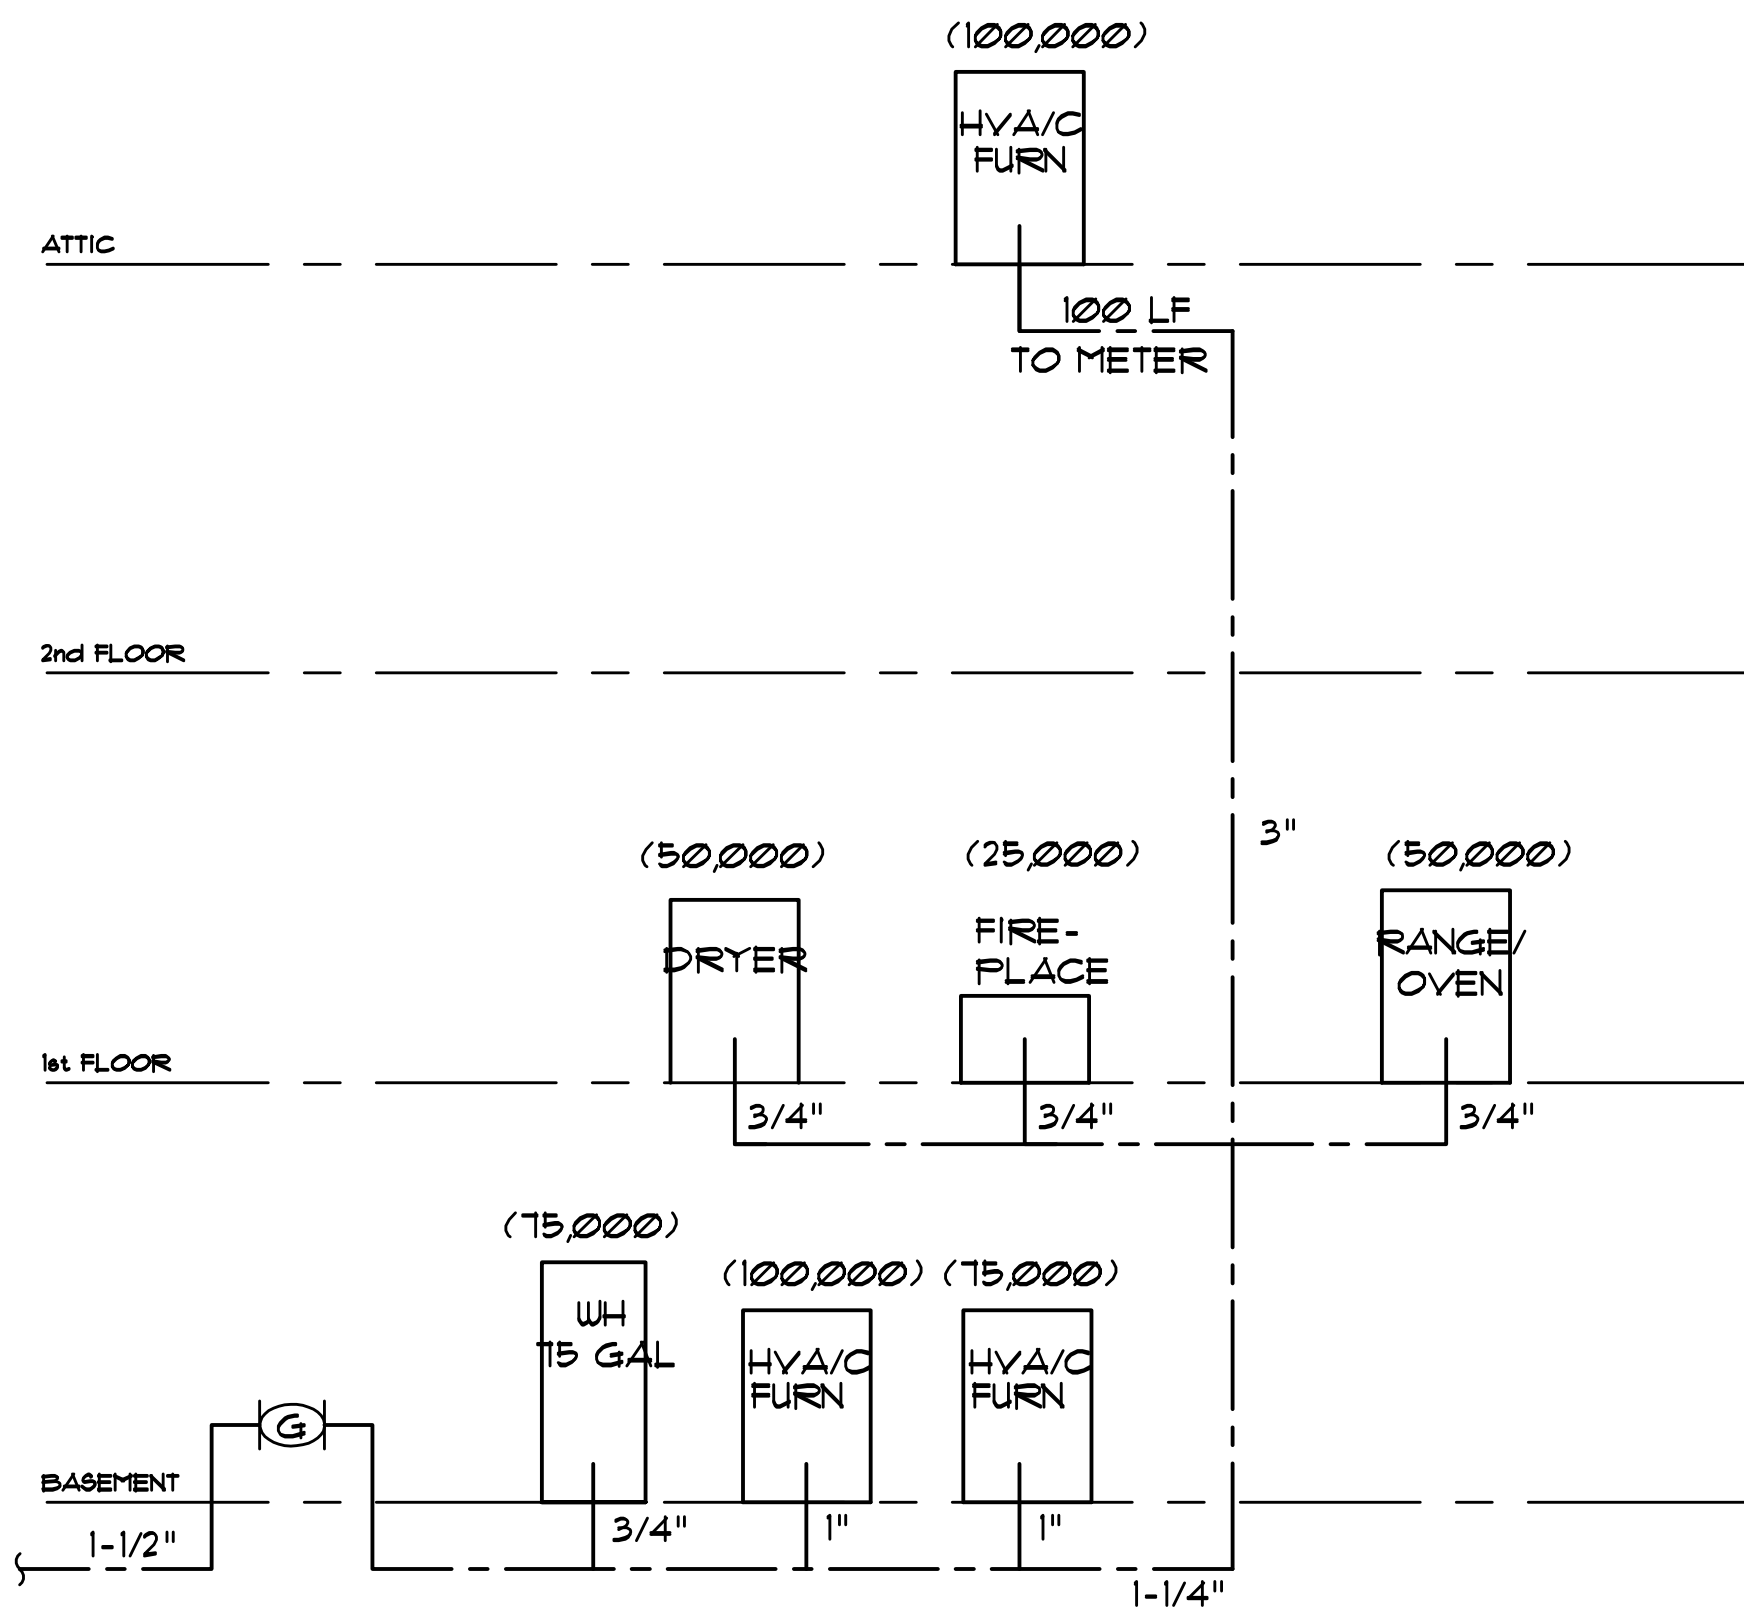 (100,000)
HVA/C
FURN
ATTIC
100 LF
TO METER
2nd FLOOR
3"
(50,000)
(25,000)
(50,000)
DRYER
FIRE-
PLACE
RANGE/
OVEN
1st FLOOR
3/4"
3/4"
3/4"
(75,000)
(100,000)
(75,000)
WH
75 GAL
HVA/C
FURN
HVA/C
FURN
G
BASEMENT
1-1/2"
3/4"
1"
1"
1-1/4"